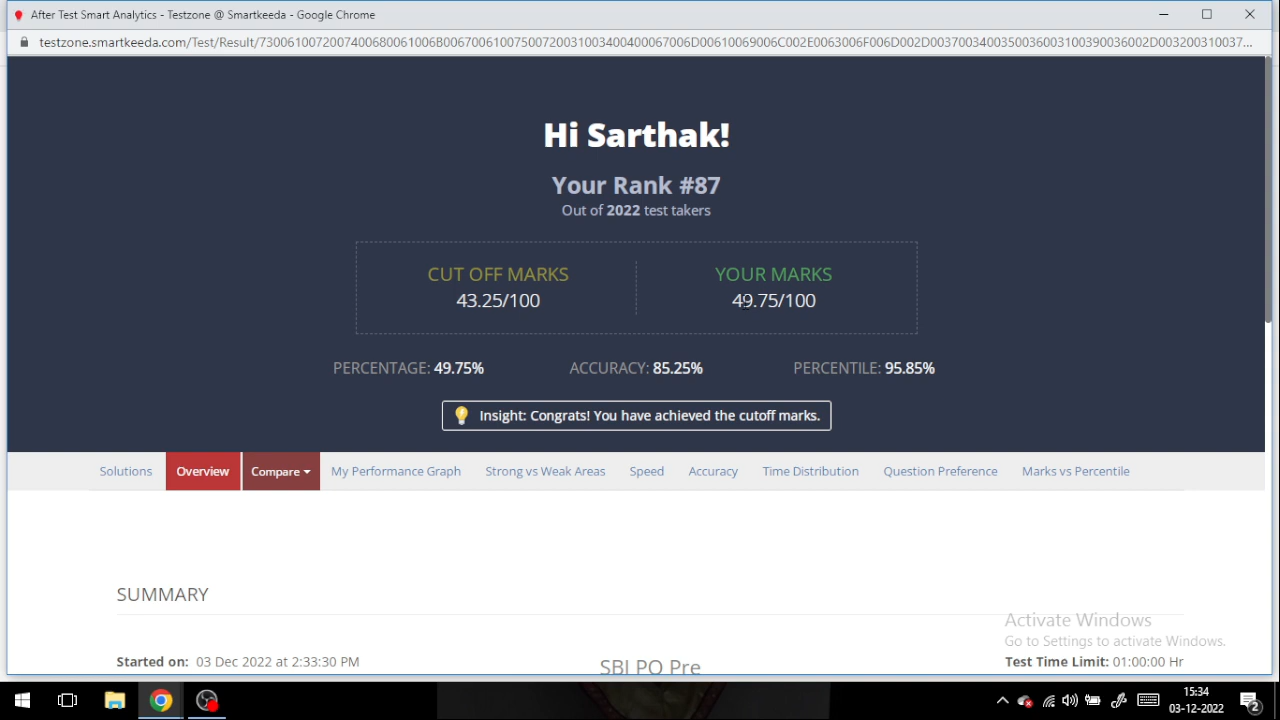 After Test Smart Analytics - Testzone @ Smartkeeda - Google Chrome
testzone.smartkeeda.com/Test/Result/7300610072007400680061006B0067006100750072003100340040​0067006D00610069006C002E0063006F006D002D003700340035003600310039003​6002D003200310037...
Hi Sarthak!
Your Rank #87
Out of 2022 test takers
CUT OFF MARKS YOUR MARKS
43.25/100 49.75/100
PERCENTAGE: 49.75% ACCURACY: 85.25% PERCENTILE: 95.85%
Insight: Congrats! You have achieved the cutoff marks.
Solutions Overview Compare My Performance Graph Strong vs Weak Areas Speed Accuracy Time Distribution Question Preference Marks vs Percentile
SUMMARY
Activate Windows
Go to Settings to activate Windows.
Started on: 03 Dec 2022 at 2:33:30 PM SBI PO Pre Test Time Limit: 01:00:00 Hr
15:34
03-12-2022
2